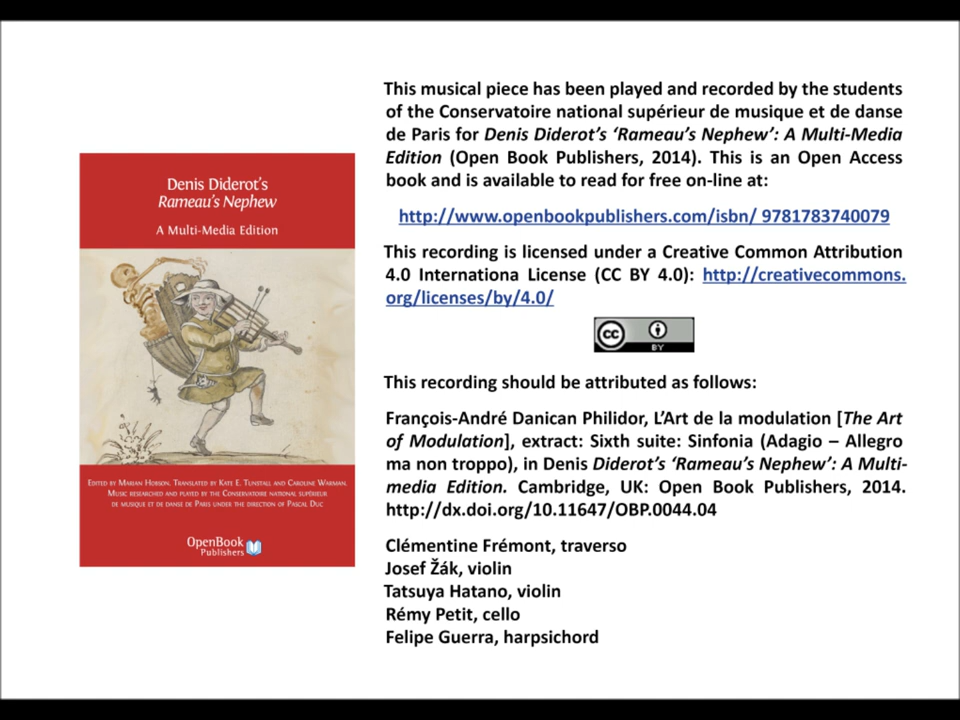 Denis Diderot's
Rameau's Nephew
A Multi-Media Edition
Edited by Marian Hobson. Translated by Kate E. Tunstall and Caroline Warman.
Music researched and played by the Conservatoire national supérieur
de musique et de danse de Paris under the direction of Pascal Duc
OpenBook
Publishers
This musical piece has been played and recorded by the students
of the Conservatoire national supérieur de musique et de danse
de Paris for Denis Diderot's ‘Rameau's Nephew’: A Multi-Media
Edition (Open Book Publishers, 2014). This is an Open Access
book and is available to read for free on-line at:
http://www.openbookpublishers.com/isbn/ 9781783740079
This recording is licensed under a Creative Common Attribution
4.0 Internationa License (CC BY 4.0): http://creativecommons.
org/licenses/by/4.0/
cc BY
This recording should be attributed as follows:
François-André Danican Philidor, L'Art de la modulation [The Art
of Modulation], extract: Sixth suite: Sinfonia (Adagio – Allegro
ma non troppo), in Denis Diderot's ‘Rameau's Nephew’: A Multi-
media Edition. Cambridge, UK: Open Book Publishers, 2014.
http://dx.doi.org/10.11647/OBP.0044.04
Clémentine Frémont, traverso
Josef Žák, violin
Tatsuya Hatano, violin
Rémy Petit, cello
Felipe Guerra, harpsichord